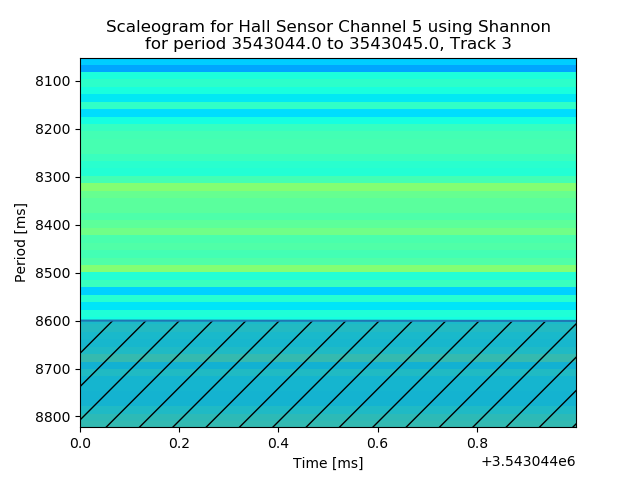 Scaleogram for Hall Sensor Channel 5 using Shannon
for period 3543044.0 to 3543045.0, Track 3
Period [ms]
8100
8200
8300
8400
8500
8600
8700
8800
0.0 0.2 0.4 0.6 0.8
Time [ms]
+3.543044e6